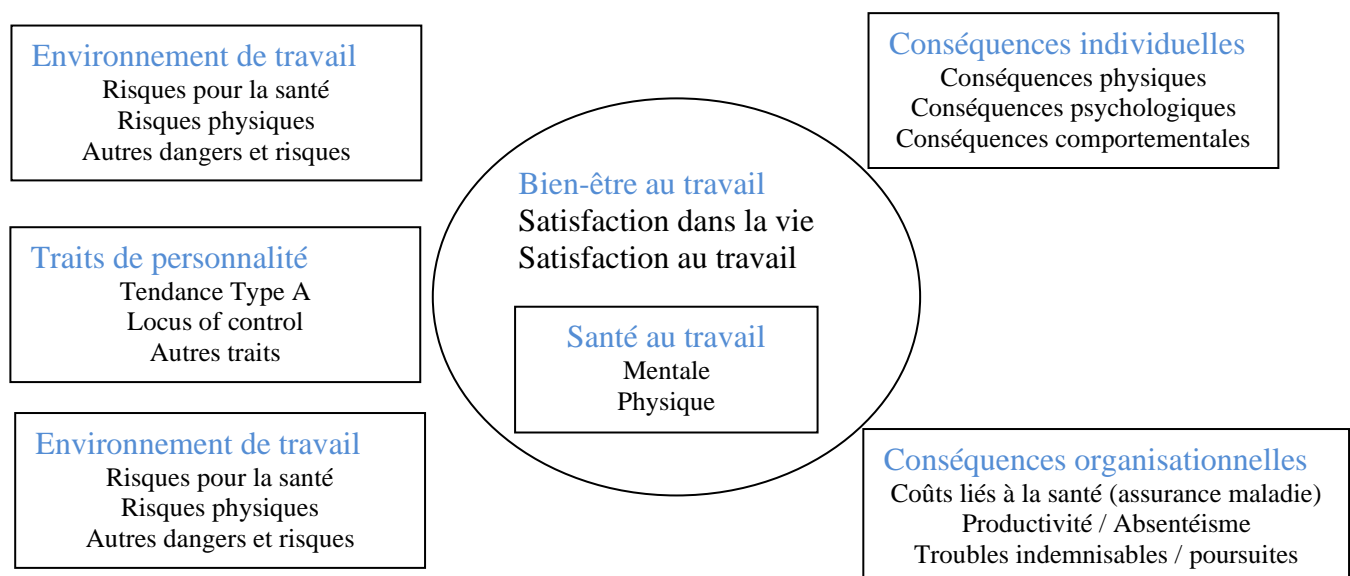 Environnement de travail
Risques pour la santé
Risques physiques
Autres dangers et risques
Traits de personnalité
Tendance Type A
Locus of control
Autres traits
Environnement de travail
Risques pour la santé
Risques physiques
Autres dangers et risques
Bien-être au travail
Satisfaction dans la vie
Satisfaction au travail
Santé au travail
Mentale
Physique
Conséquences individuelles
Conséquences physiques
Conséquences psychologiques
Conséquences comportementales
Conséquences organisationnelles
Coûts liés à la santé (assurance maladie)
Productivité / Absentéisme
Troubles indemnisables / poursuites